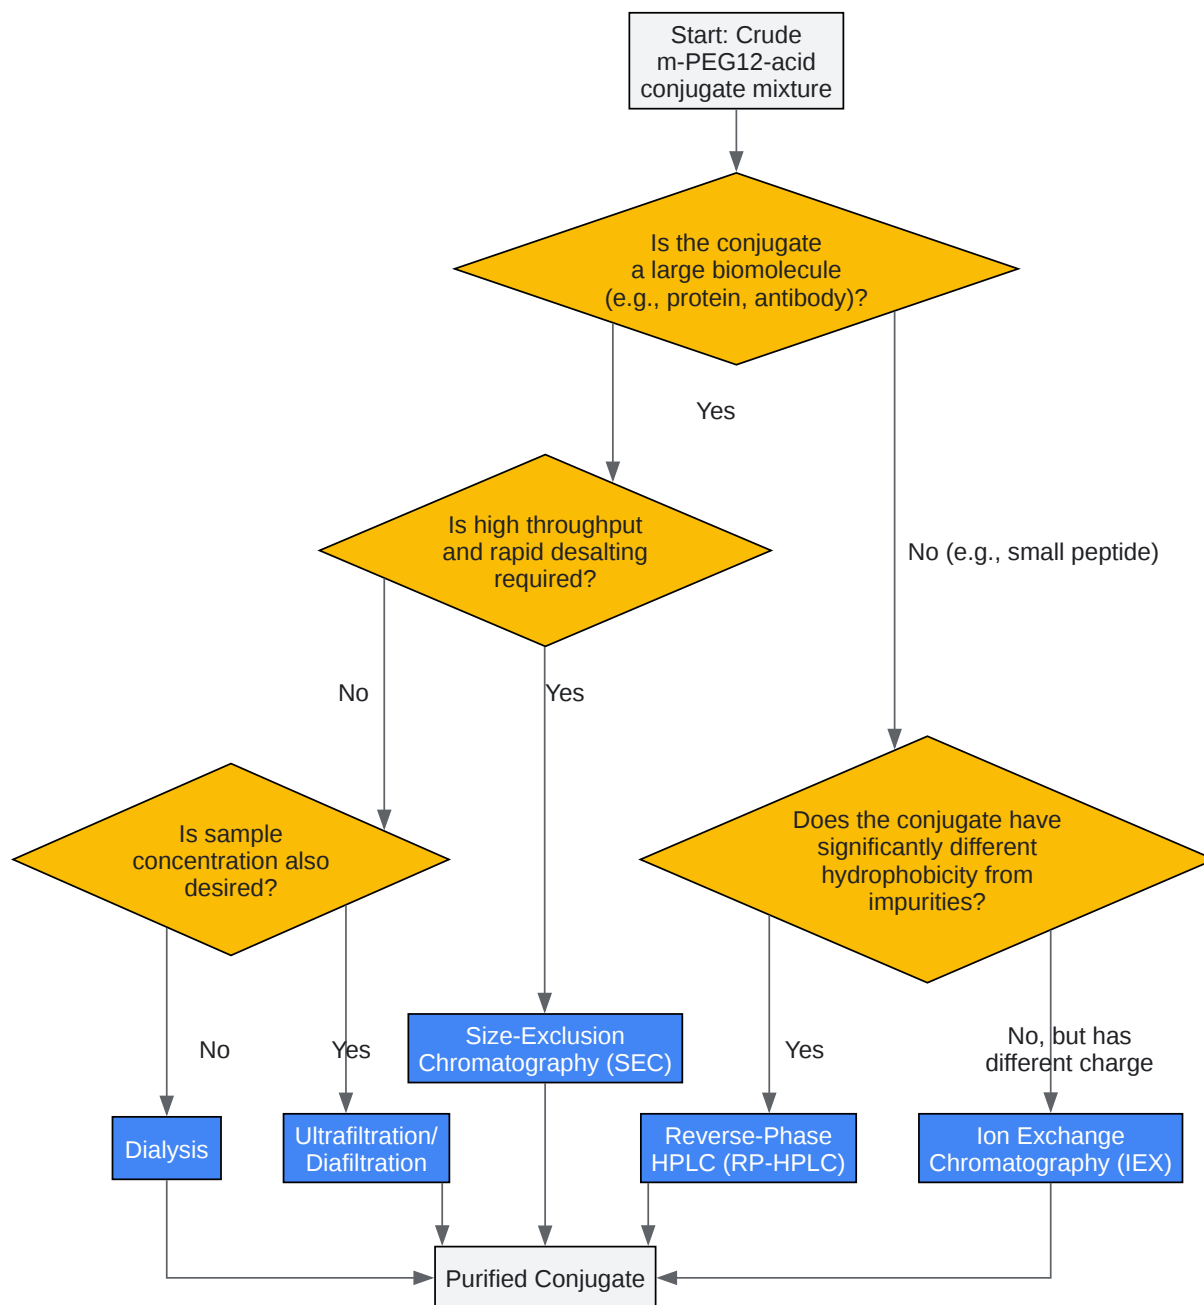 Start: Crude
m-PEG12-acid
conjugate mixture
Is the conjugate
a large biomolecule
(e.g., protein, antibody)?
Yes
Is high throughput
and rapid desalting
required?
No (e.g., small peptide)
No
Yes
Is sample
concentration also
desired?
Does the conjugate have
significantly different
hydrophobicity from
impurities?
No
Yes
Size-Exclusion
Chromatography (SEC)
Yes
No, but has
different charge
Dialysis
Ultrafiltration/
Diafiltration
Reverse-Phase
HPLC (RP-HPLC)
Ion Exchange
Chromatography (IEX)
Purified Conjugate